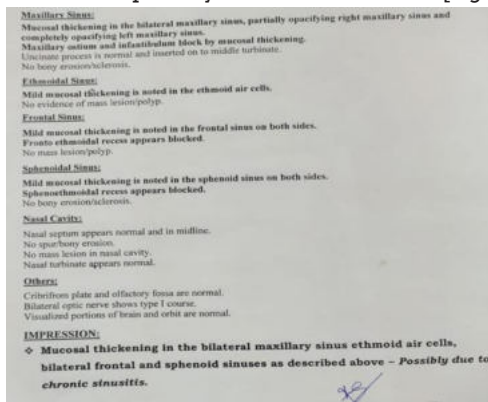 Maxillary Sinus:
Mucosal thickening in the bilateral maxillary sinus, partially opacifying right maxillary sinus and
completely opacifying left maxillary sinus.
Maxillary ostium and infantibulum block by mucosal thickening.
Uncinate process is normal and inserted on to middle turbinate.
No bony erosion/sclerosis.
Ethmoidal Sinus:
Mild mucosal thickening is noted in the ethmoid air cells.
No evidence of mass lesion/polyp.
Frontal Sinus:
Mild mucosal thickening is noted in the frontal sinus on both sides.
Fronto ethmoidal recess appears blocked.
No mass lesion/polyp.
Sphenoidal Sinus:
Mild mucosal thickening is noted in the sphenoid sinus on both sides.
Sphenoethmoidal recess appears blocked.
No bony erosion/sclerosis.
Nasal Cavity:
Nasal septum appears normal and in midline.
No spur/bony erosion.
No mass lesion in nasal cavity.
Nasal turbinate appears normal.
Others:
Cribriform plate and olfactory fossa are normal.
Bilateral optic nerve shows type I course.
Visualized portions of brain and orbit are normal.
IMPRESSION:
❖ Mucosal thickening in the bilateral maxillary sinus ethmoid air cells,
bilateral frontal and sphenoid sinuses as described above – Possibly due to
chronic sinusitis.